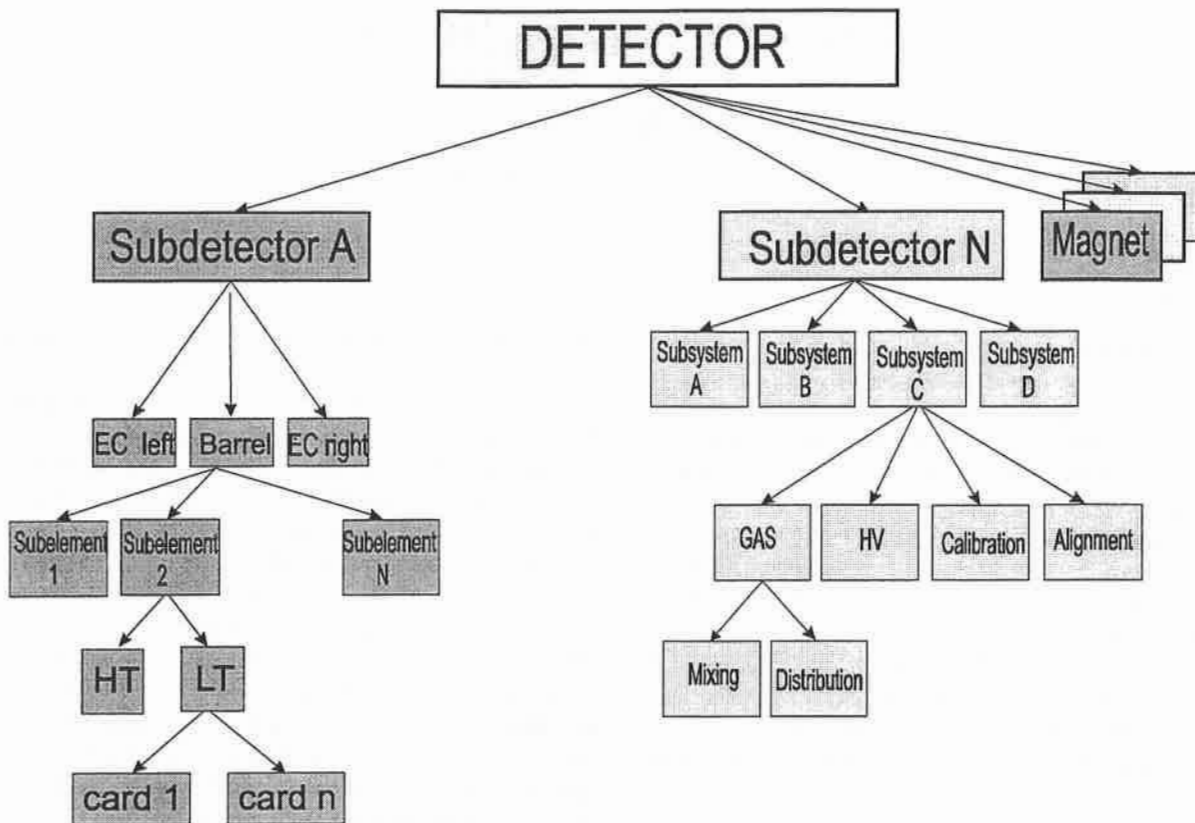 DETECTOR
Subdetector A
Subdetector N
Magnet
Subsystem
A
Subsystem
B
Subsystem
C
Subsystem
D
EC left
Barrel
EC right
Subelement
1
Subelement
2
Subelement
N
GAS
HV
Calibration
Alignment
HT
LT
Mixing
Distribution
card 1
card n